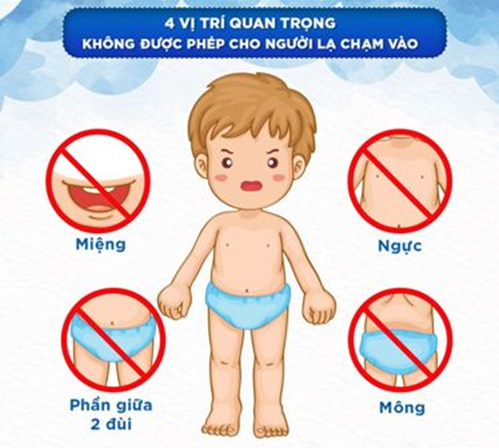 4 VỊ TRÍ QUAN TRỌNG
KHÔNG ĐƯỢC PHÉP CHO NGƯỜI LẠ CHẠM VÀO
Miệng
Ngực
Phần giữa
2 đùi
Mông